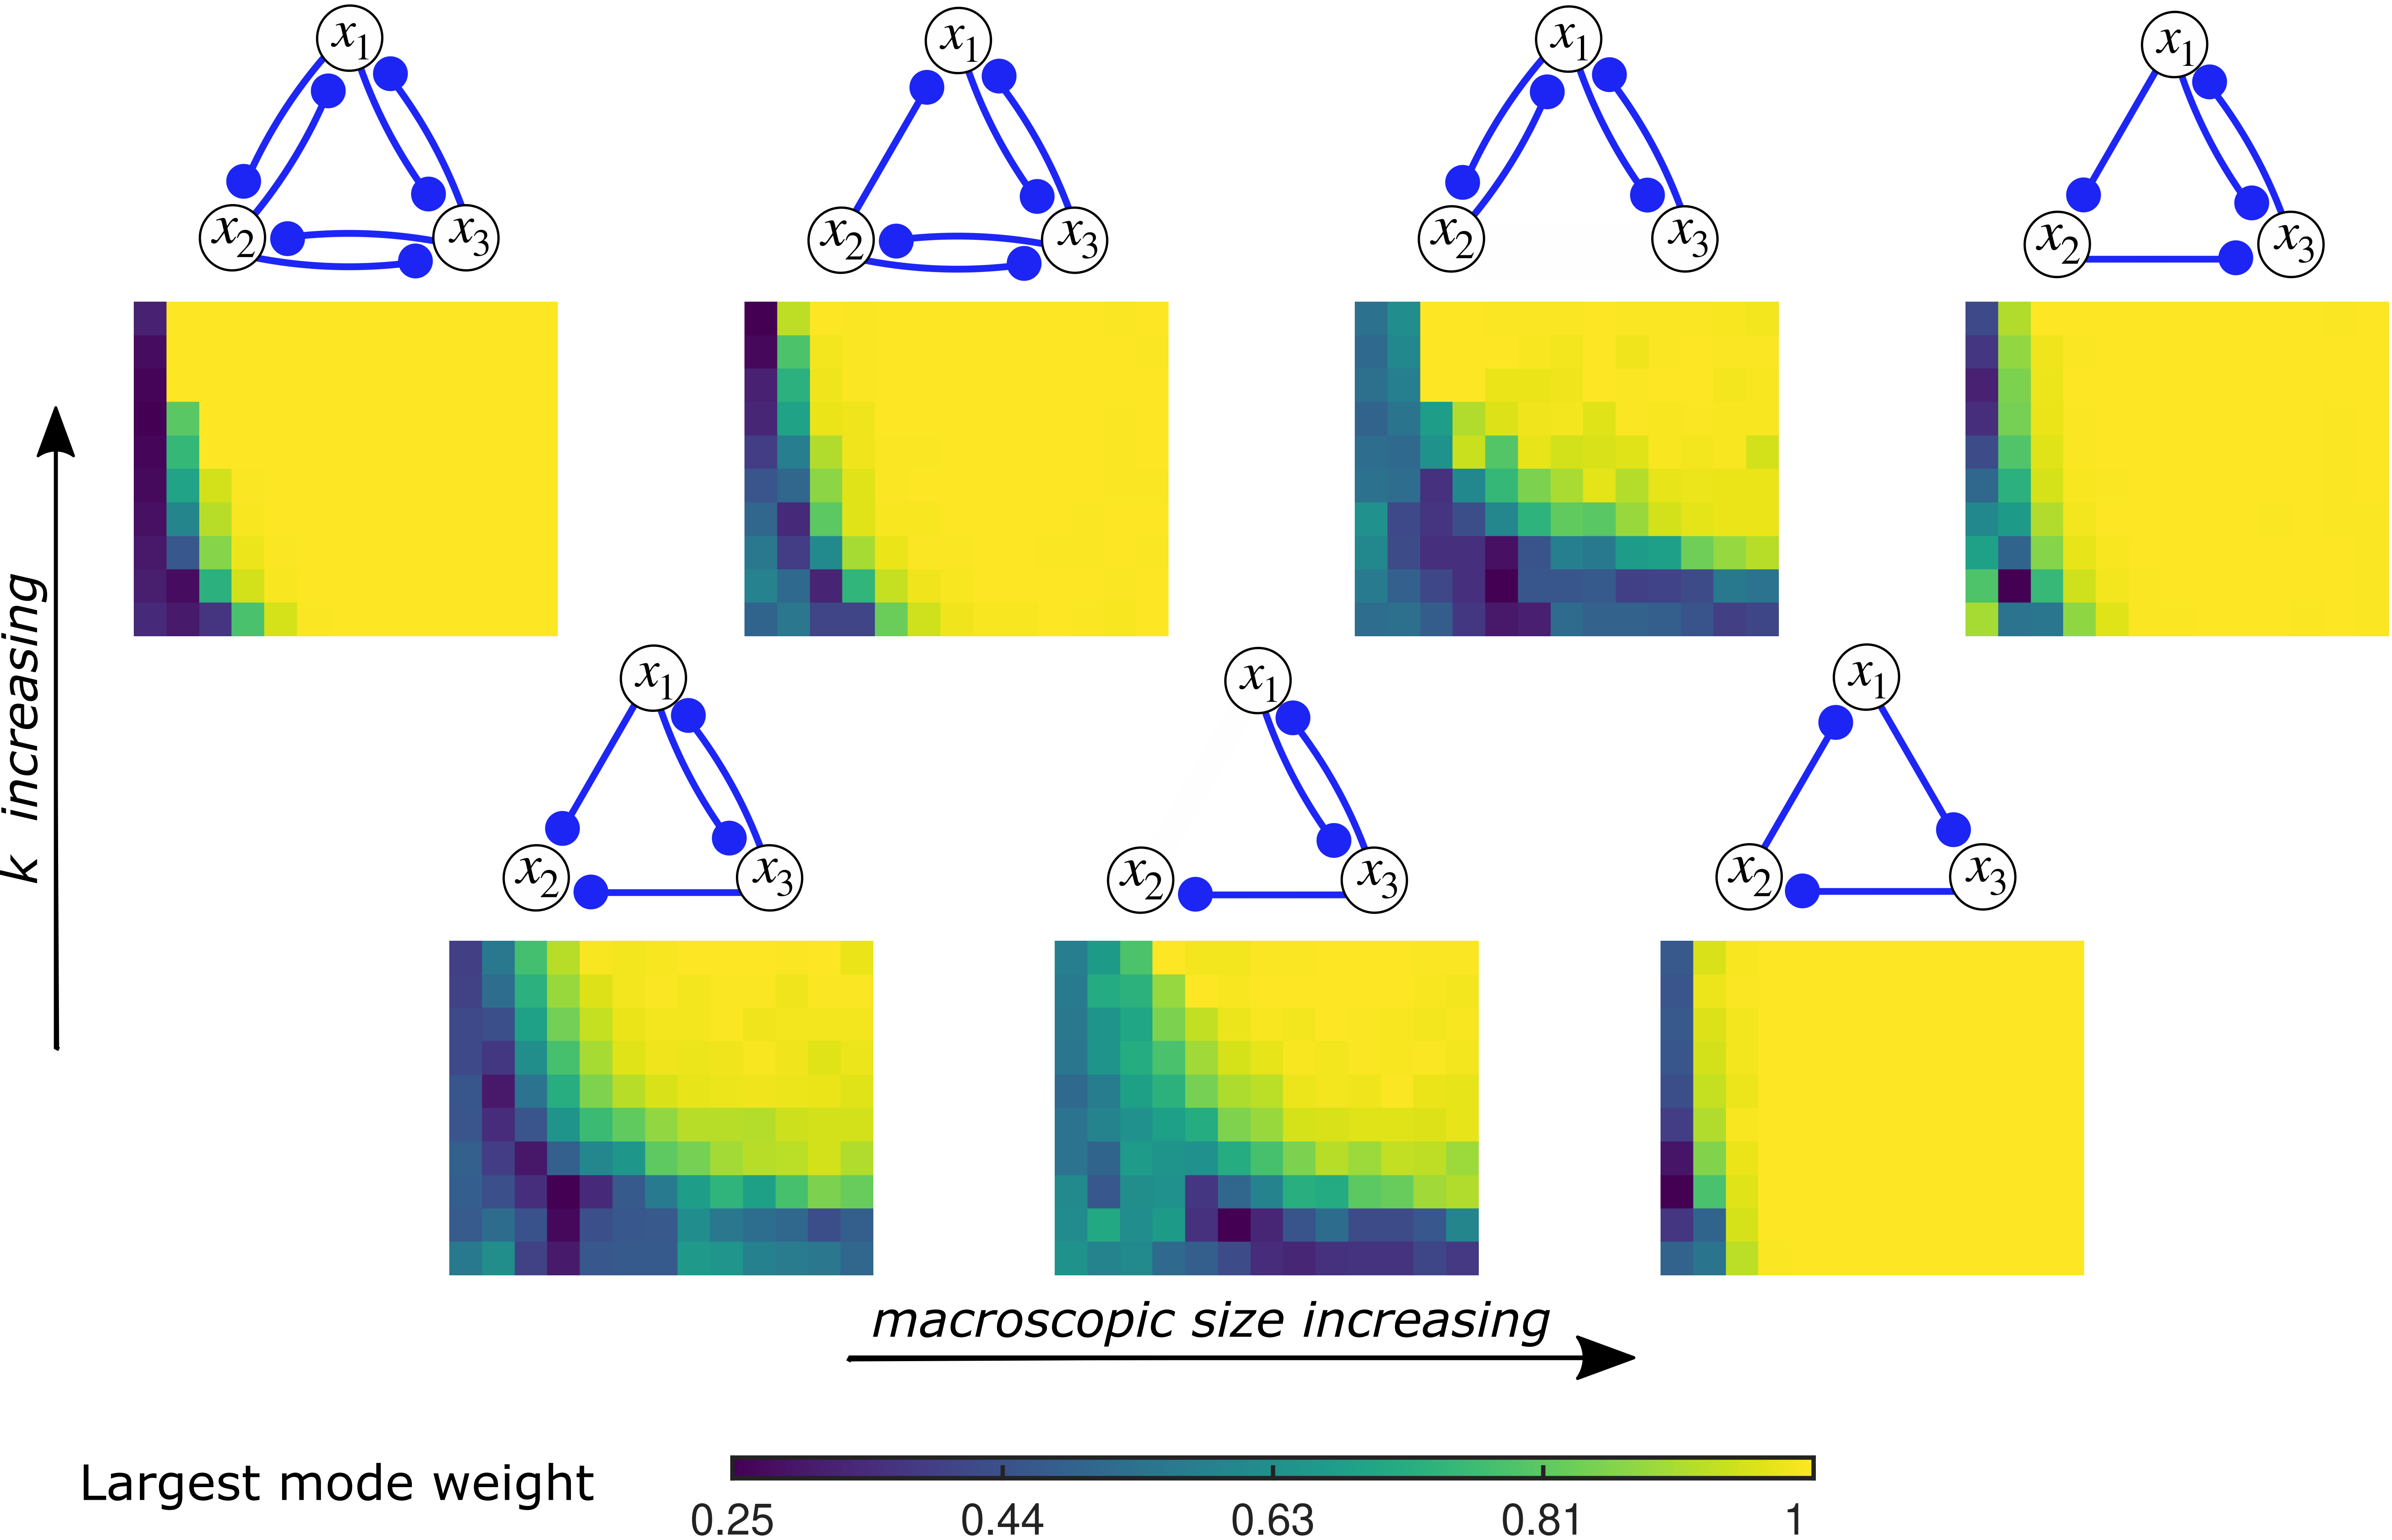 x1 x1 x1 x1
x2 x3 x2 x3 x2 x3 x2 x3
k increasing
x1 x1 x1
x2 x3 x2 x3 x2 x3
macroscopic size increasing
Largest mode weight
0.25 0.44 0.63 0.81 1